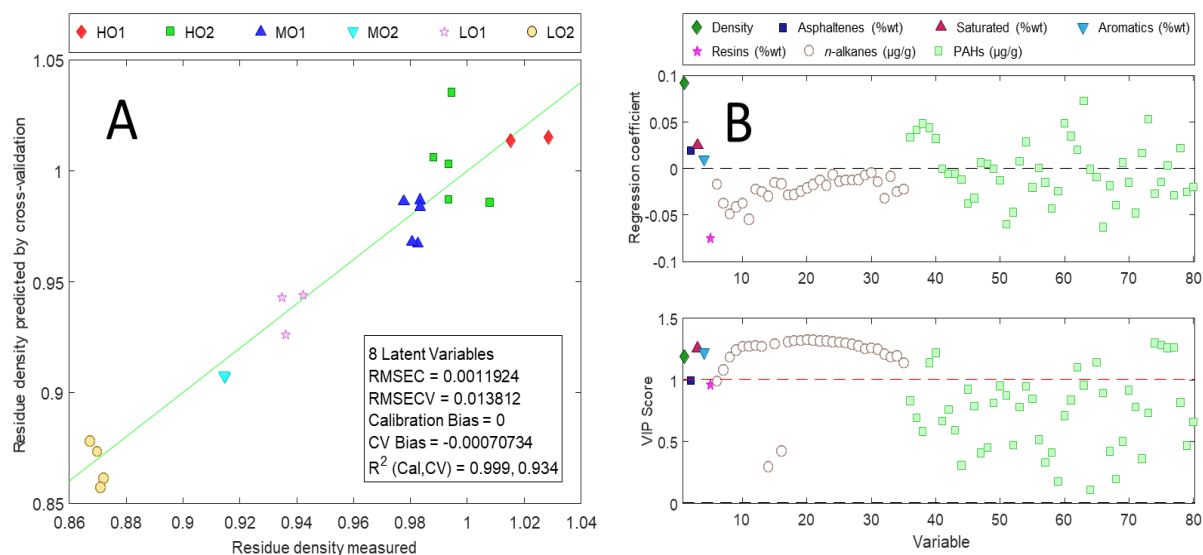 HO1 HO2 MO1 MO2 LO1 LO2
A
Residue density predicted by cross-validation
1.05
1
0.95
0.9
0.85
8 Latent Variables
RMSEC = 0.0011924
RMSECV = 0.013812
Calibration Bias = 0
CV Bias = -0.00070734
R² (Cal,CV) = 0.999, 0.934
0.86 0.88 0.9 0.92 0.94 0.96 0.98 1 1.02 1.04
Residue density measured
Density Asphaltenes (%wt) Saturated (%wt) Aromatics (%wt)
Resins (%wt) n-alkanes (μg/g) PAHs (μg/g)
B
Regression coefficient
0.1
0.05
0
-0.05
-0.1
10 20 30 40 50 60 70 80
VIP Score
1.5
1
0.5
0
10 20 30 40 50 60 70 80
Variable